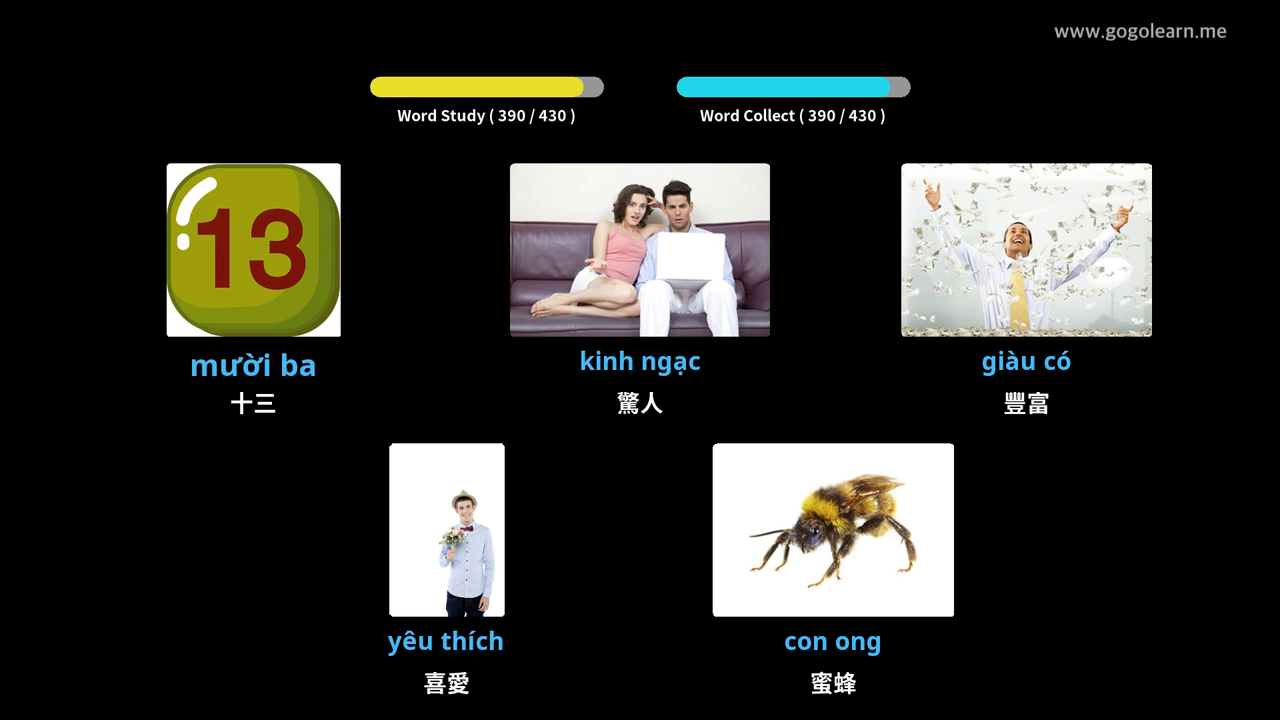 www.gogolearn.me
Word Study ( 390 / 430 )
Word Collect ( 390 / 430 )
13
mười ba
十三
kinh ngạc
驚人
giàu có
豐富
yêu thích
喜愛
con ong
蜜蜂